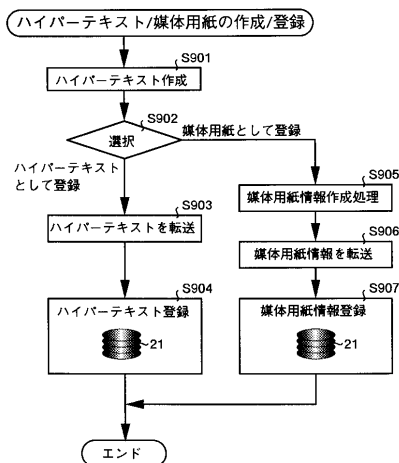 ハイパーテキスト/媒体用紙の作成/登録
S901
ハイパーテキスト作成
S902
選択
媒体用紙として登録
ハイパーテキスト
として登録
S905
媒体用紙情報作成処理
S903
ハイパーテキストを転送
S906
媒体用紙情報を転送
S904
ハイパーテキスト登録
21
S907
媒体用紙情報登録
21
エンド